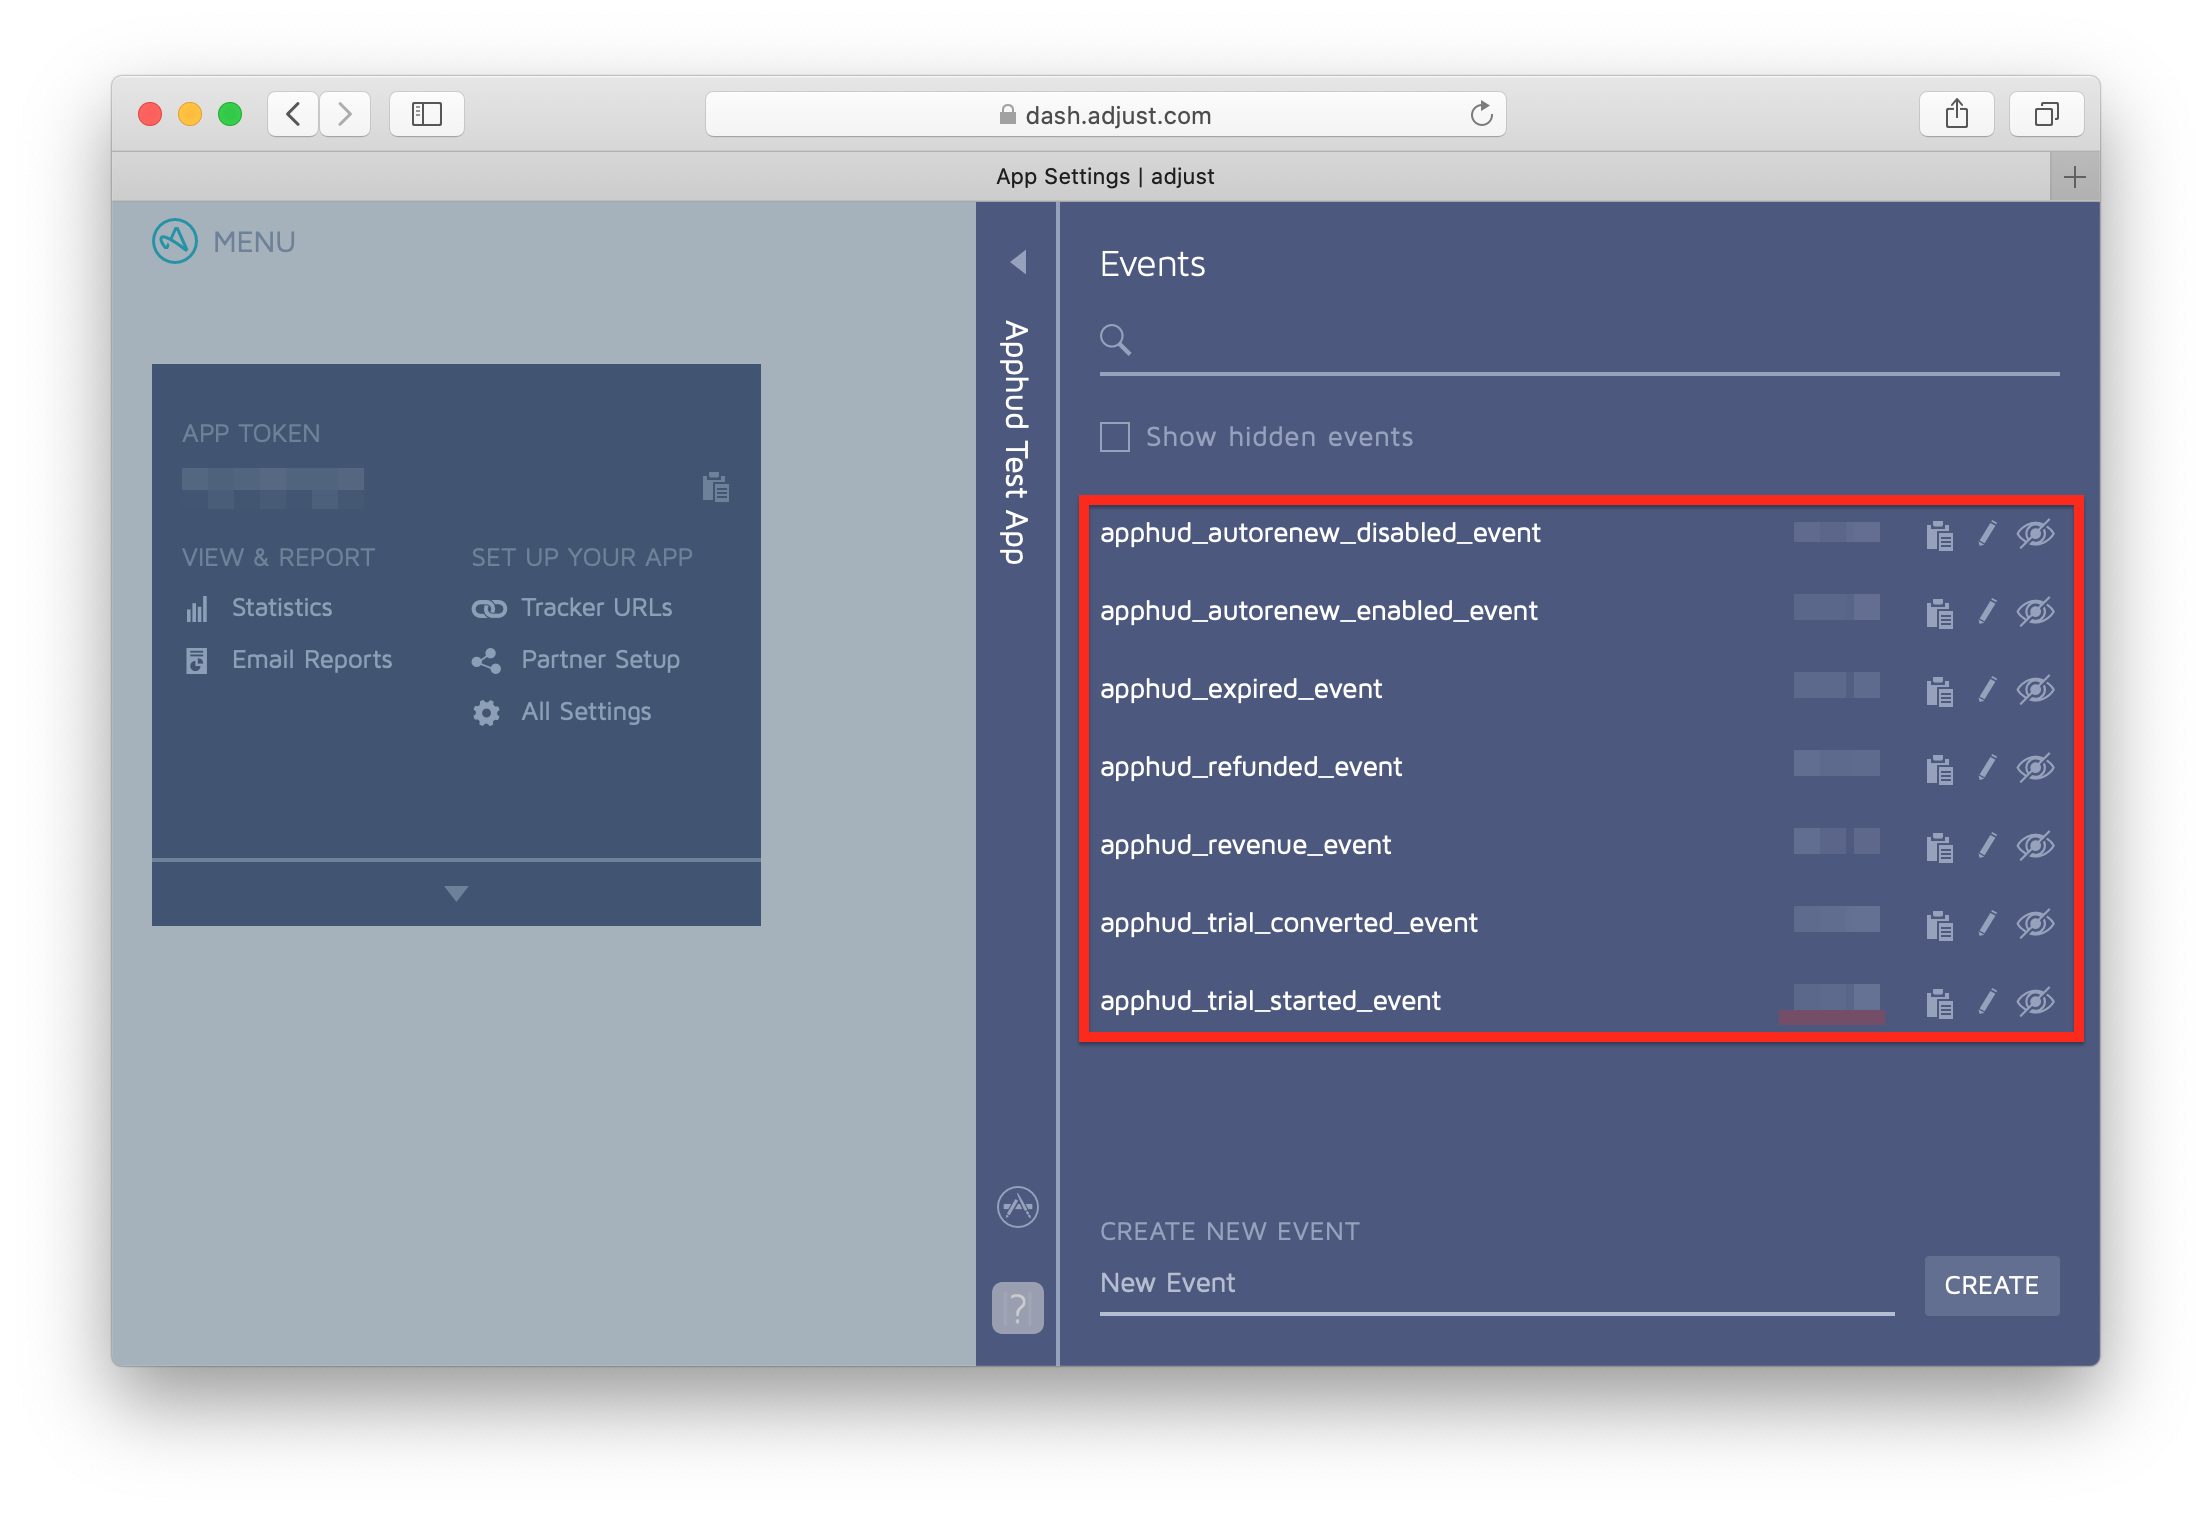 dash.adjust.com
App Settings | adjust
MENU
APP TOKEN
VIEW & REPORT
Statistics
Email Reports
SET UP YOUR APP
Tracker URLs
Partner Setup
All Settings
Apphud Test App
?
Events
Show hidden events
apphud_autorenew_disabled_event
apphud_autorenew_enabled_event
apphud_expired_event
apphud_refunded_event
apphud_revenue_event
apphud_trial_converted_event
apphud_trial_started_event
CREATE NEW EVENT
New Event
CREATE